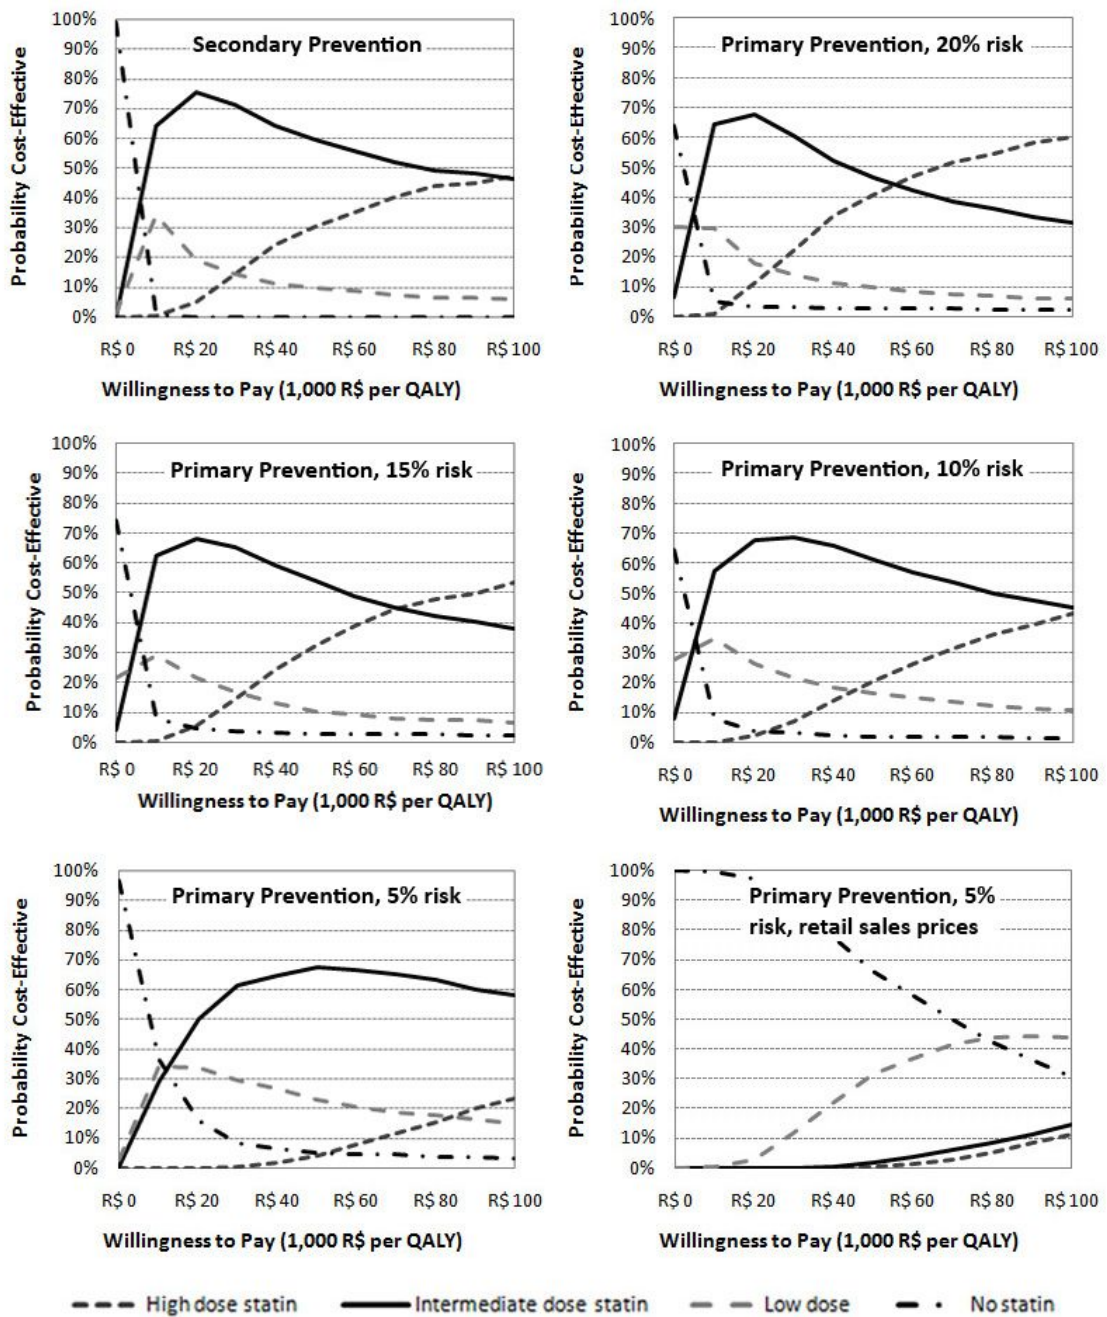 Secondary Prevention
Probability Cost-Effective
100%
90%
80%
70%
60%
50%
40%
30%
20%
10%
0%
R$ 0 R$ 20 R$ 40 R$ 60 R$ 80 R$ 100
Willingness to Pay (1,000 R$ per QALY)
Primary Prevention, 20% risk
Probability Cost-Effective
100%
90%
80%
70%
60%
50%
40%
30%
20%
10%
0%
R$ 0 R$ 20 R$ 40 R$ 60 R$ 80 R$ 100
Willingness to Pay (1,000 R$ per QALY)
Primary Prevention, 15% risk
Probability Cost-Effective
100%
90%
80%
70%
60%
50%
40%
30%
20%
10%
0%
R$ 0 R$ 20 R$ 40 R$ 60 R$ 80 R$ 100
Willingness to Pay (1,000 R$ per QALY)
Primary Prevention, 10% risk
Probability Cost-Effective
100%
90%
80%
70%
60%
50%
40%
30%
20%
10%
0%
R$ 0 R$ 20 R$ 40 R$ 60 R$ 80 R$ 100
Willingness to Pay (1,000 R$ per QALY)
Primary Prevention, 5% risk
Probability Cost-Effective
100%
90%
80%
70%
60%
50%
40%
30%
20%
10%
0%
R$ 0 R$ 20 R$ 40 R$ 60 R$ 80 R$ 100
Willingness to Pay (1,000 R$ per QALY)
Primary Prevention, 5%
risk, retail sales prices
Probability Cost-Effective
100%
90%
80%
70%
60%
50%
40%
30%
20%
10%
0%
R$ 0 R$ 20 R$ 40 R$ 60 R$ 80 R$ 100
Willingness to Pay (1,000 R$ per QALY)
High dose statin Intermediate dose statin Low dose No statin